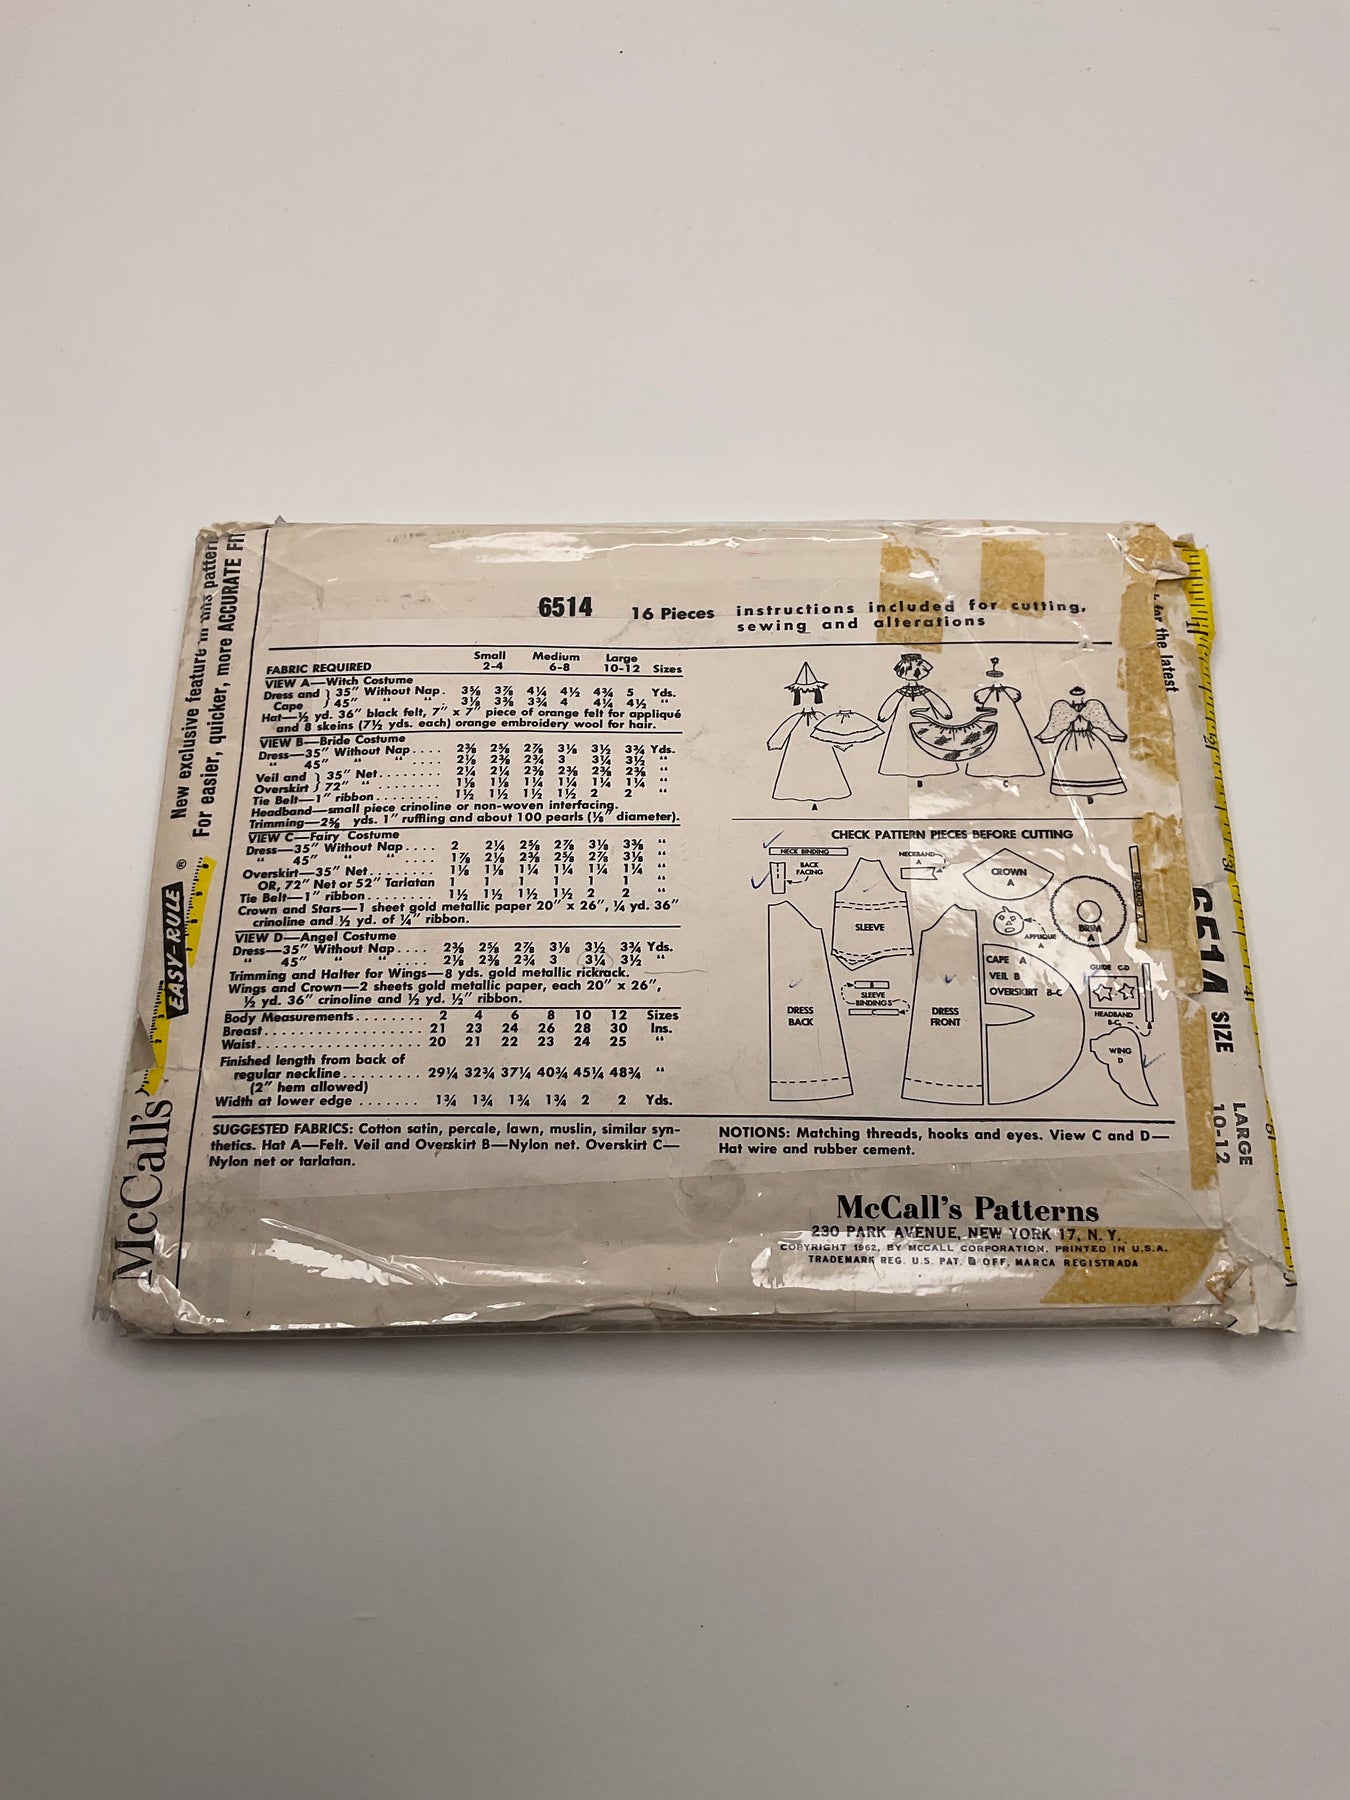 New exclusive feature in this pattern
For easier, quicker, more ACCURATE FIT
EASY-RULE ®
McCall's
6514 16 Pieces instructions included for cutting,
sewing and alterations
Small Medium Large
FABRIC REQUIRED 2-4 6-8 10-12 Sizes
VIEW A—Witch Costume
Dress and } 35" Without Nap. 3⅝ 3⅞ 4¼ 4½ 4¾ 5 Yds.
Cape } 45" " " 3⅛ 3⅜ 3¾ 4 4¼ 4½ "
Hat—½ yd. 36" black felt, 7" x 7" piece of orange felt for appliqué
and 8 skeins (7½ yds. each) orange embroidery wool for hair.
VIEW B—Bride Costume
Dress—35" Without Nap.... 2⅜ 2⅝ 2⅞ 3⅛ 3½ 3¾ Yds.
" 45" " " .... 2⅛ 2⅜ 2¾ 3 3¼ 3½ "
Veil and } 35" Net........ 2¼ 2¼ 2⅜ 2⅜ 2⅜ 2⅜ "
Overskirt } 72" " ........ 1⅛ 1⅛ 1¼ 1¼ 1¼ 1¼ "
Tie Belt—1" ribbon........ 1½ 1½ 1½ 1½ 2 2 "
Headband—small piece crinoline or non-woven interfacing.
Trimming—2⅝ yds. 1" ruffling and about 100 pearls (⅛" diameter).
VIEW C—Fairy Costume
Dress—35" Without Nap.... 2 2¼ 2⅝ 2⅞ 3⅛ 3⅜ "
" 45" " " .... 1⅞ 2⅛ 2⅜ 2⅝ 2⅞ 3⅛ "
Overskirt—35" Net......... 1⅛ 1⅛ 1¼ 1¼ 1¼ 1¼ "
OR, 72" Net or 52" Tarlatan 1 1 1 1 1 1 "
Tie Belt—1" ribbon........ 1½ 1½ 1½ 1½ 2 2 "
Crown and Stars—1 sheet gold metallic paper 20" x 26", ¼ yd. 36"
crinoline and ½ yd. of ¼" ribbon.
VIEW D—Angel Costume
Dress—35" Without Nap.... 2⅜ 2⅝ 2⅞ 3⅛ 3½ 3¾ Yds.
" 45" " " .... 2⅛ 2⅜ 2¾ 3 3¼ 3½ "
Trimming and Halter for Wings—8 yds. gold metallic rickrack.
Wings and Crown—2 sheets gold metallic paper, each 20" x 26",
½ yd. 36" crinoline and ½ yd. ½" ribbon.
Body Measurements......... 2 4 6 8 10 12 Sizes
Breast..................... 21 23 24 26 28 30 Ins.
Waist...................... 20 21 22 23 24 25 "
Finished length from back of
regular neckline......... 29¼ 32¾ 37¼ 40¾ 45¼ 48¾ "
(2" hem allowed)
Width at lower edge ....... 1¾ 1¾ 1¾ 1¾ 2 2 Yds.
SUGGESTED FABRICS: Cotton satin, percale, lawn, muslin, similar syn-
thetics. Hat A—Felt. Veil and Overskirt B—Nylon net. Overskirt C—
Nylon net or tarlatan.
A B C D
CHECK PATTERN PIECES BEFORE CUTTING
NECK BINDING
BACK
FACING
SLEEVE
NECKBAND
A
CROWN
A
APPLIQUE
A
BRIM
A
HEADBAND A
DRESS
BACK
B
SLEEVE
BINDINGS
C
DRESS
FRONT
CAPE A
VEIL B
OVERSKIRT B-C
GUIDE C-D
HEADBAND
B-C
WING
D
NOTIONS: Matching threads, hooks and eyes. View C and D—
Hat wire and rubber cement.
McCall's Patterns
230 PARK AVENUE, NEW YORK 17, N. Y.
COPYRIGHT 1962, BY MCCALL CORPORATION. PRINTED IN U.S.A.
TRADEMARK REG. U.S. PAT. & OFF. MARCA REGISTRADA
for the latest
6514 SIZE LARGE
10-12